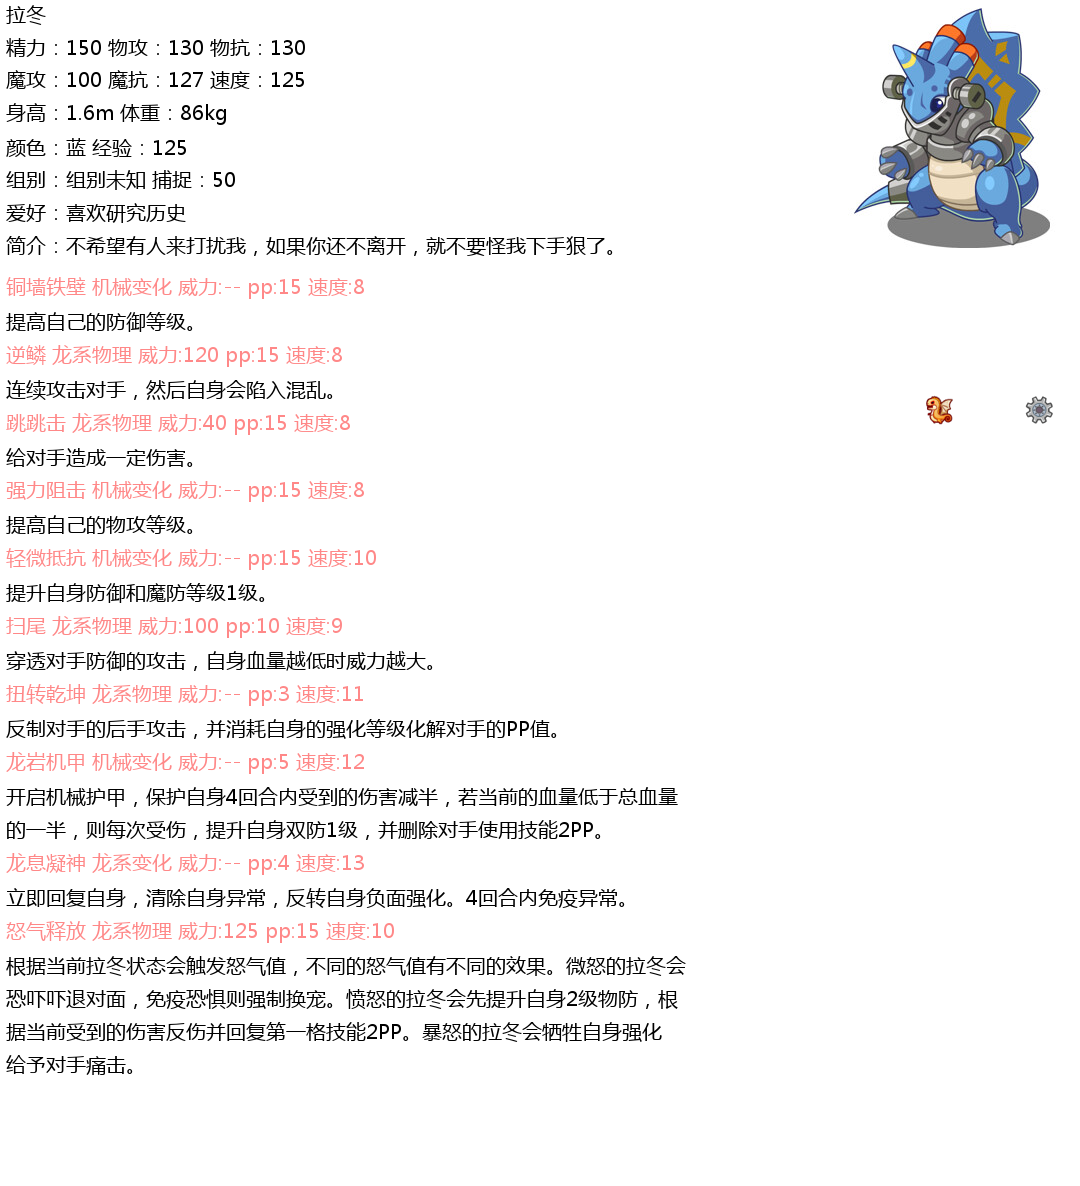 拉冬
精力：150 物攻：130 物抗：130
魔攻：100 魔抗：127 速度：125
身高：1.6m 体重：86kg
颜色：蓝 经验：125
组别：组别未知 捕捉：50
爱好：喜欢研究历史
简介：不希望有人来打扰我，如果你还不离开，就不要怪我下手狠了。
铜墙铁壁 机械变化 威力:-- pp:15 速度:8
提高自己的防御等级。
逆鳞 龙系物理 威力:120 pp:15 速度:8
连续攻击对手，然后自身会陷入混乱。
跳跳击 龙系物理 威力:40 pp:15 速度:8
给对手造成一定伤害。
强力阻击 机械变化 威力:-- pp:15 速度:8
提高自己的物攻等级。
轻微抵抗 机械变化 威力:-- pp:15 速度:10
提升自身防御和魔防等级1级。
扫尾 龙系物理 威力:100 pp:10 速度:9
穿透对手防御的攻击，自身血量越低时威力越大。
扭转乾坤 龙系物理 威力:-- pp:3 速度:11
反制对手的后手攻击，并消耗自身的强化等级化解对手的PP值。
龙岩机甲 机械变化 威力:-- pp:5 速度:12
开启机械护甲，保护自身4回合内受到的伤害减半，若当前的血量低于总血量
的一半，则每次受伤，提升自身双防1级，并删除对手使用技能2PP。
龙息凝神 龙系变化 威力:-- pp:4 速度:13
立即回复自身，清除自身异常，反转自身负面强化。4回合内免疫异常。
怒气释放 龙系物理 威力:125 pp:15 速度:10
根据当前拉冬状态会触发怒气值，不同的怒气值有不同的效果。微怒的拉冬会
恐吓吓退对面，免疫恐惧则强制换宠。愤怒的拉冬会先提升自身2级物防，根
据当前受到的伤害反伤并回复第一格技能2PP。暴怒的拉冬会牺牲自身强化
给予对手痛击。